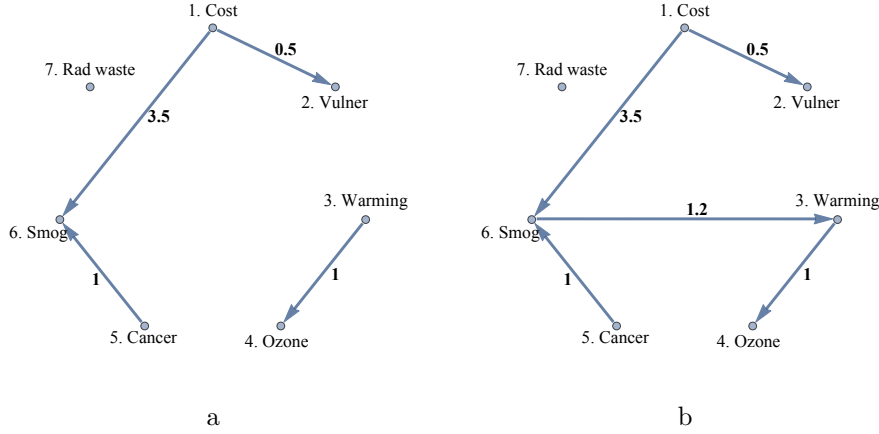 1. Cost
0.5
7. Rad waste
2. Vulner
3.5
3. Warming
6. Smog
1
1
5. Cancer
4. Ozone
a
1. Cost
0.5
7. Rad waste
2. Vulner
3.5
3. Warming
1.2
6. Smog
1
1
5. Cancer
4. Ozone
b